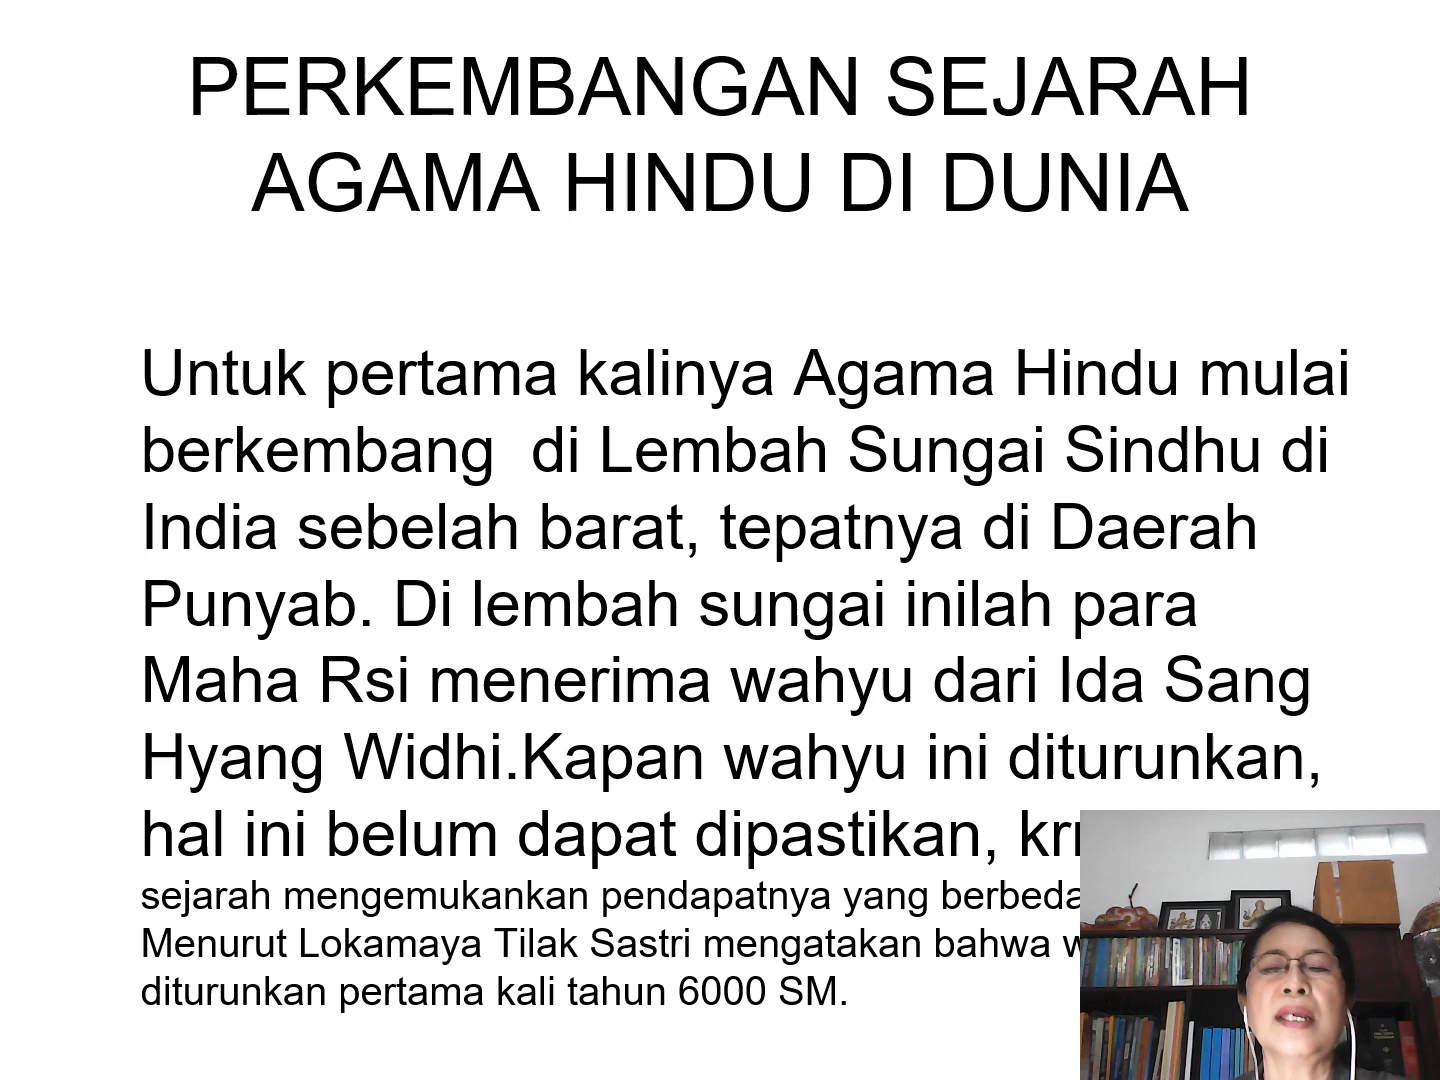 PERKEMBANGAN SEJARAH
AGAMA HINDU DI DUNIA
Untuk pertama kalinya Agama Hindu mulai
berkembang di Lembah Sungai Sindhu di
India sebelah barat, tepatnya di Daerah
Punyab. Di lembah sungai inilah para
Maha Rsi menerima wahyu dari Ida Sang
Hyang Widhi.Kapan wahyu ini diturunkan,
hal ini belum dapat dipastikan,
sejarah mengemukankan pendapatnya yang berbeda
Menurut Lokamaya Tilak Sastri mengatakan bahwa
diturunkan pertama kali tahun 6000 SM.